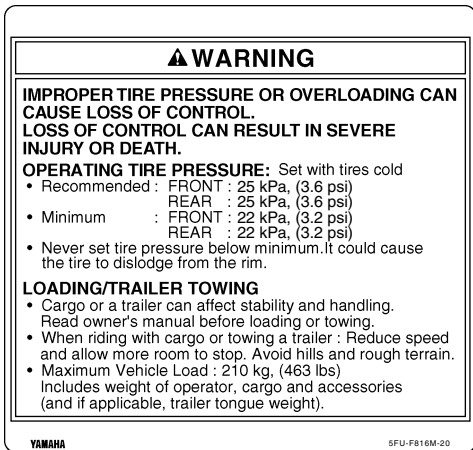 WARNING
IMPROPER TIRE PRESSURE OR OVERLOADING CAN
CAUSE LOSS OF CONTROL.
LOSS OF CONTROL CAN RESULT IN SEVERE
INJURY OR DEATH.
OPERATING TIRE PRESSURE: Set with tires cold
• Recommended : FRONT : 25 kPa, (3.6 psi)
REAR : 25 kPa, (3.6 psi)
• Minimum : FRONT : 22 kPa, (3.2 psi)
REAR : 22 kPa, (3.2 psi)
• Never set tire pressure below minimum.It could cause
the tire to dislodge from the rim.
LOADING/TRAILER TOWING
• Cargo or a trailer can affect stability and handling.
Read owner's manual before loading or towing.
• When riding with cargo or towing a trailer : Reduce speed
and allow more room to stop. Avoid hills and rough terrain.
• Maximum Vehicle Load : 210 kg, (463 lbs)
Includes weight of operator, cargo and accessories
(and if applicable, trailer tongue weight).
YAMAHA 5FU-F816M-20